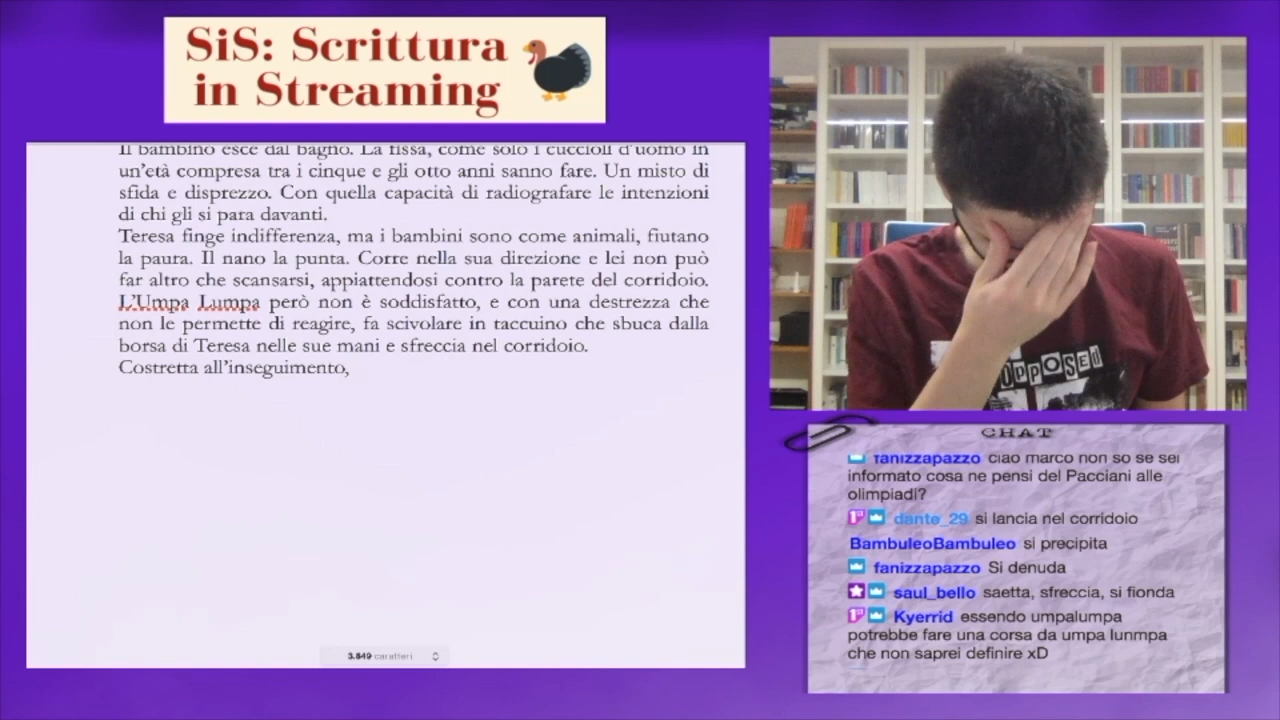 SiS: Scrittura
in Streaming
Il bambino esce dal bagno. La fissa, come solo i cuccioli d'uomo in
un'età compresa tra i cinque e gli otto anni sanno fare. Un misto di
sfida e disprezzo. Con quella capacità di radiografare le intenzioni
di chi gli si para davanti.
Teresa finge indifferenza, ma i bambini sono come animali, fiutano
la paura. Il nano la punta. Corre nella sua direzione e lei non può
far altro che scansarsi, appiattendosi contro la parete del corridoio.
L'Umpa Lumpa però non è soddisfatto, e con una destrezza che
non le permette di reagire, fa scivolare in taccuino che sbuca dalla
borsa di Teresa nelle sue mani e sfreccia nel corridoio.
Costretta all'inseguimento,
3.849 caratteri
OPPOSED
CHAT
fanizzapazzo ciao marco non so se sei
informato cosa ne pensi del Pacciani alle
olimpiadi?
dante_29 si lancia nel corridoio
BambuleoBambuleo si precipita
fanizzapazzo Si denuda
saul_bello saetta, sfreccia, si fionda
Kyerrid essendo umpalumpa
potrebbe fare una corsa da umpa lunmpa
che non saprei definire xD